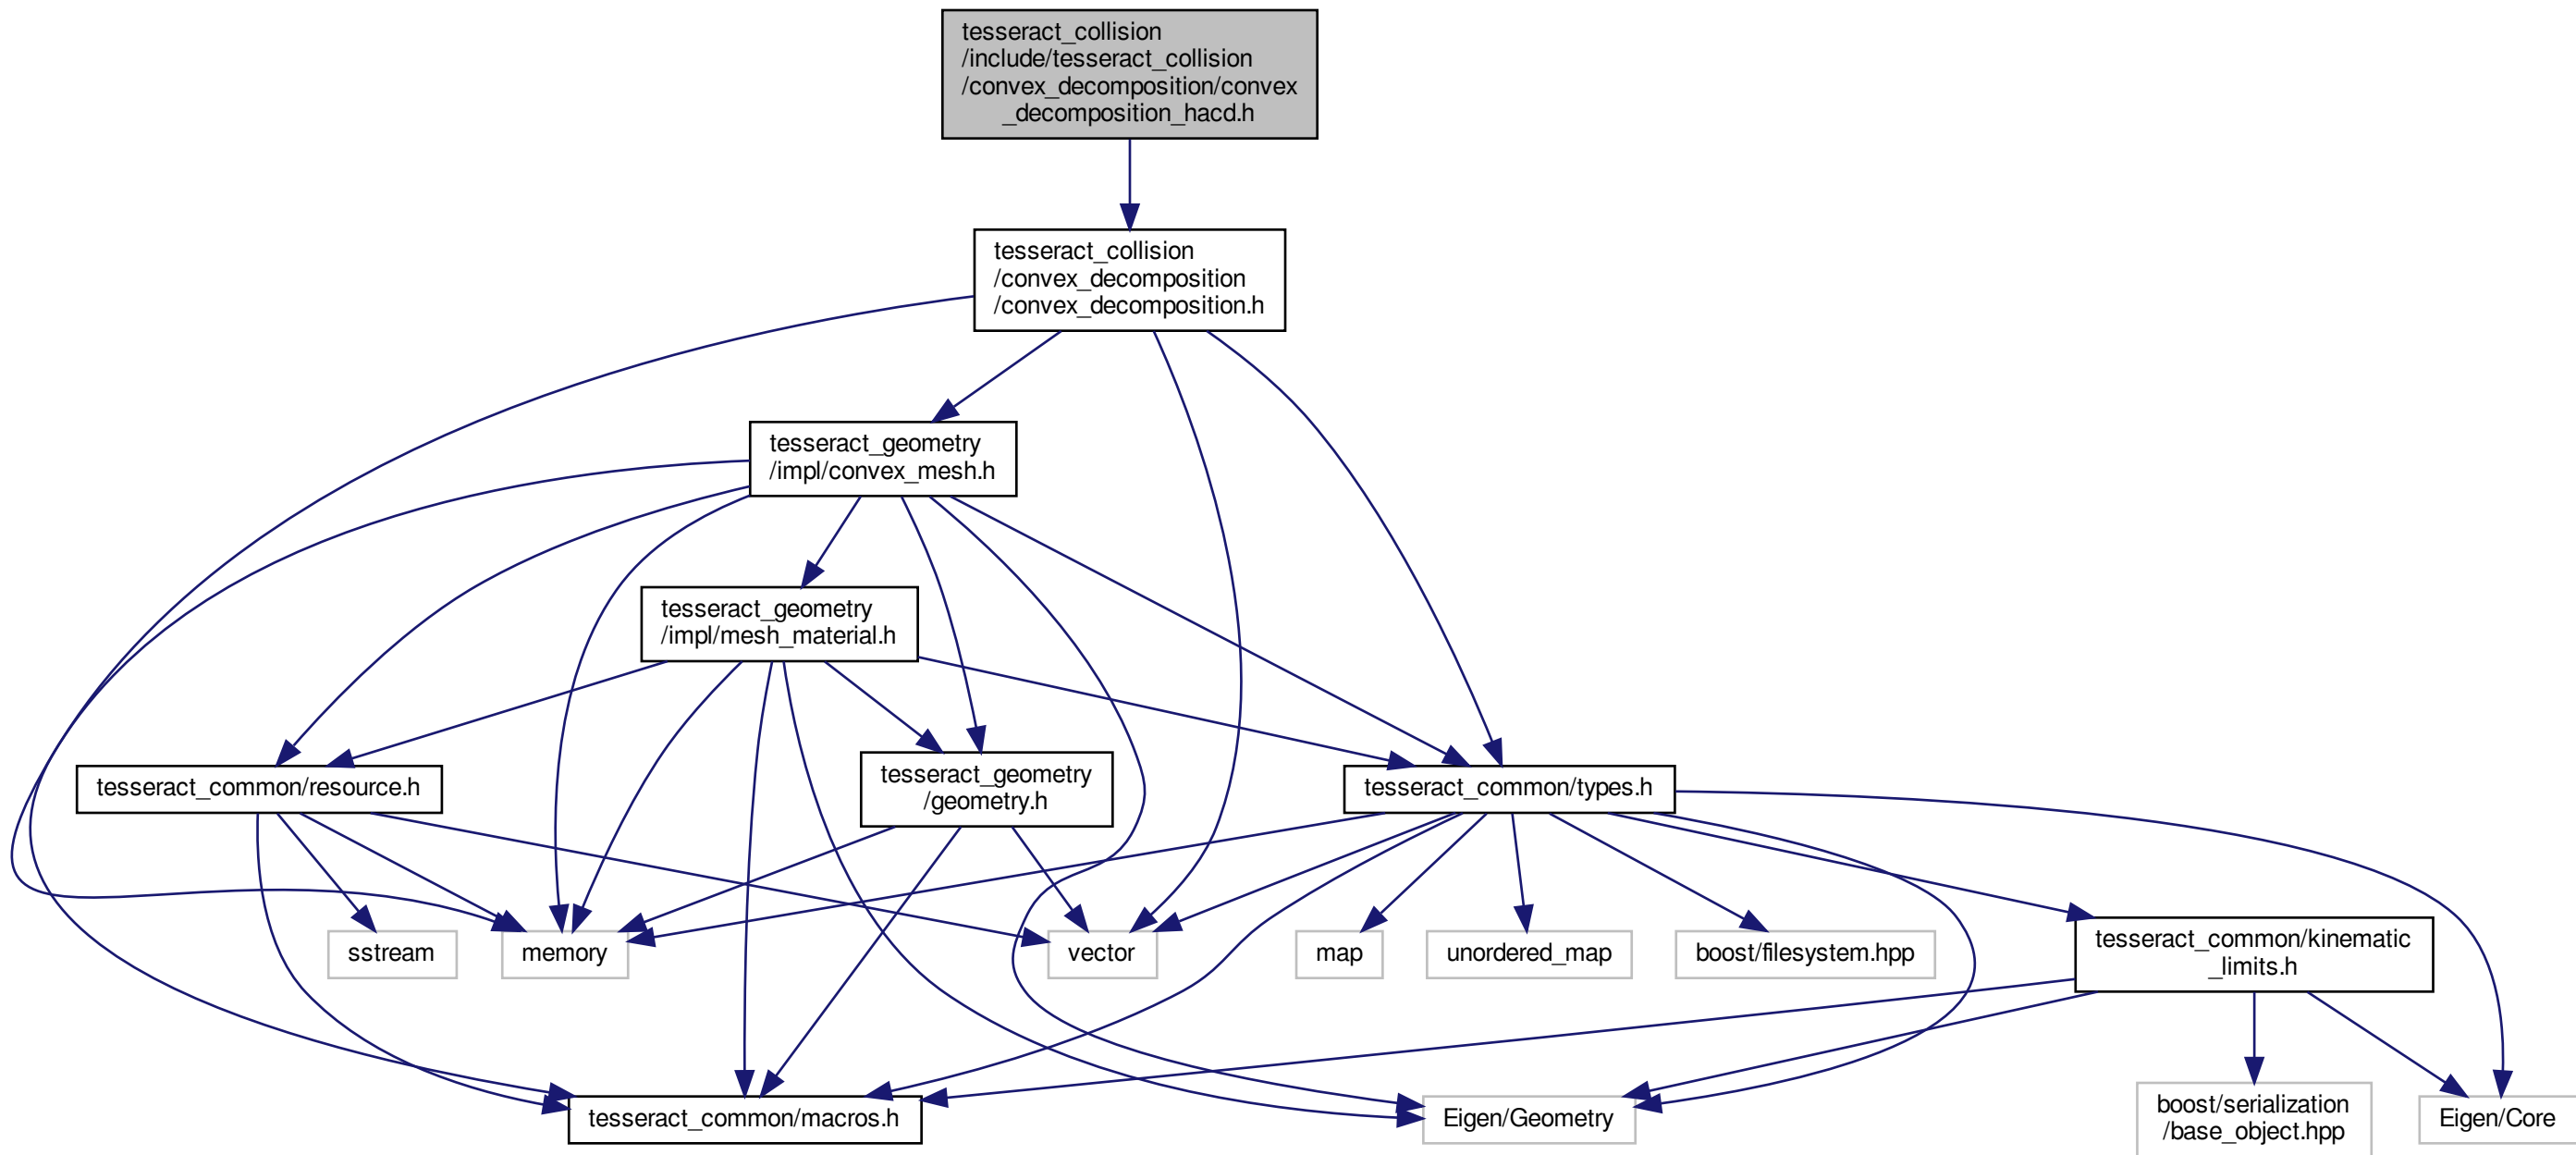 tesseract_collision
/include/tesseract_collision
/convex_decomposition/convex
_decomposition_hacd.h
tesseract_collision
/convex_decomposition
/convex_decomposition.h
tesseract_geometry
/impl/convex_mesh.h
tesseract_geometry
/impl/mesh_material.h
tesseract_common/resource.h
tesseract_geometry
/geometry.h
tesseract_common/types.h
sstream
memory
vector
map
unordered_map
boost/filesystem.hpp
tesseract_common/kinematic
_limits.h
tesseract_common/macros.h
Eigen/Geometry
boost/serialization
/base_object.hpp
Eigen/Core